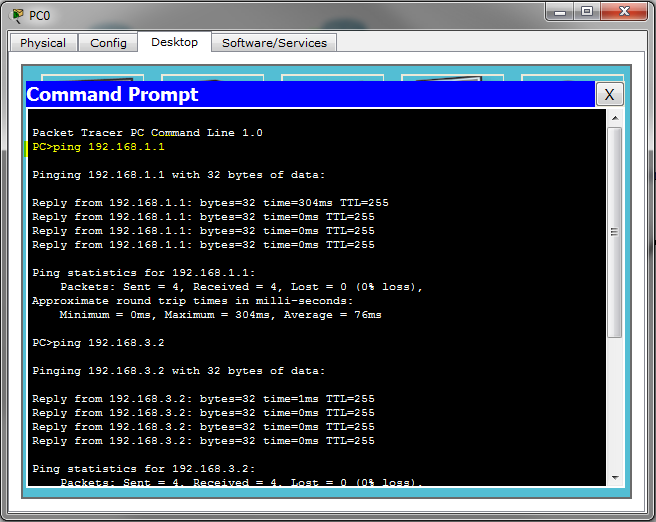 PC0
Physical Config Desktop Software/Services
Command Prompt X
Packet Tracer PC Command Line 1.0
PC>ping 192.168.1.1
Pinging 192.168.1.1 with 32 bytes of data:
Reply from 192.168.1.1: bytes=32 time=304ms TTL=255
Reply from 192.168.1.1: bytes=32 time=0ms TTL=255
Reply from 192.168.1.1: bytes=32 time=0ms TTL=255
Reply from 192.168.1.1: bytes=32 time=0ms TTL=255
Ping statistics for 192.168.1.1:
Packets: Sent = 4, Received = 4, Lost = 0 (0% loss),
Approximate round trip times in milli-seconds:
Minimum = 0ms, Maximum = 304ms, Average = 76ms
PC>ping 192.168.3.2
Pinging 192.168.3.2 with 32 bytes of data:
Reply from 192.168.3.2: bytes=32 time=1ms TTL=255
Reply from 192.168.3.2: bytes=32 time=0ms TTL=255
Reply from 192.168.3.2: bytes=32 time=0ms TTL=255
Reply from 192.168.3.2: bytes=32 time=0ms TTL=255
Ping statistics for 192.168.3.2:
Packets: Sent = 4, Received = 4, Lost = 0 (0% loss),